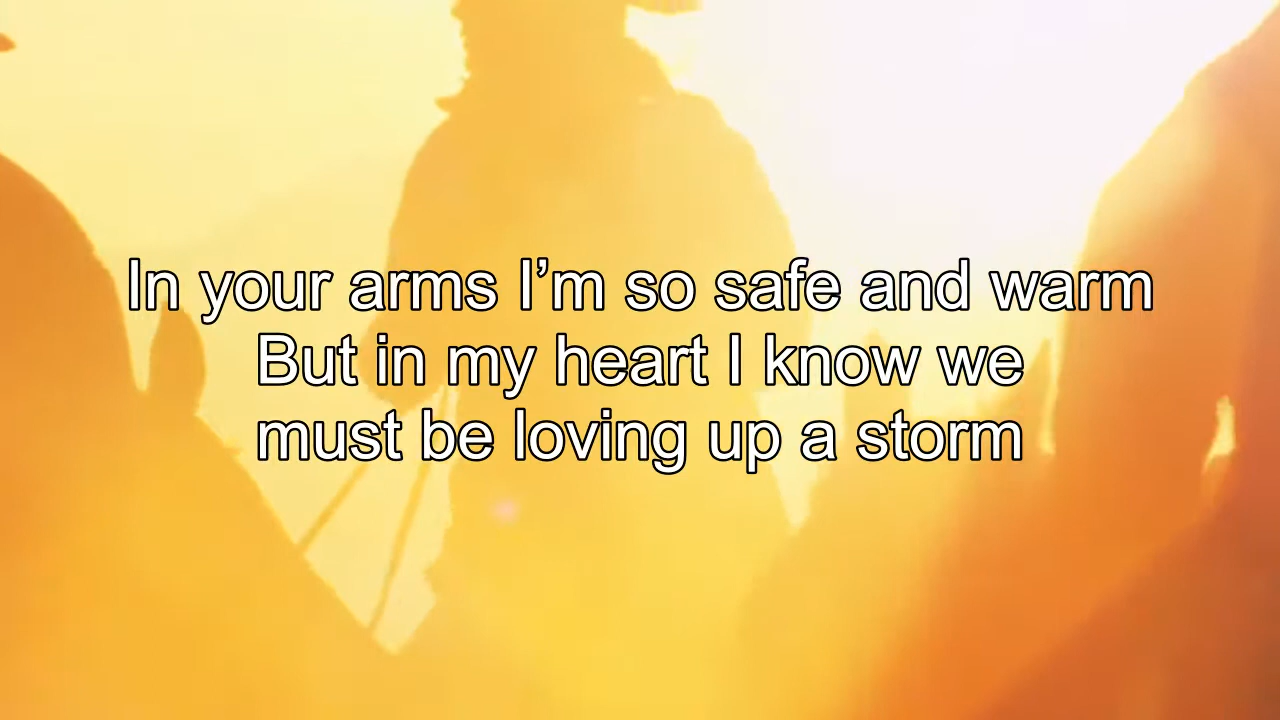 In your arms I’m so safe and warm
But in my heart I know we
must be loving up a storm